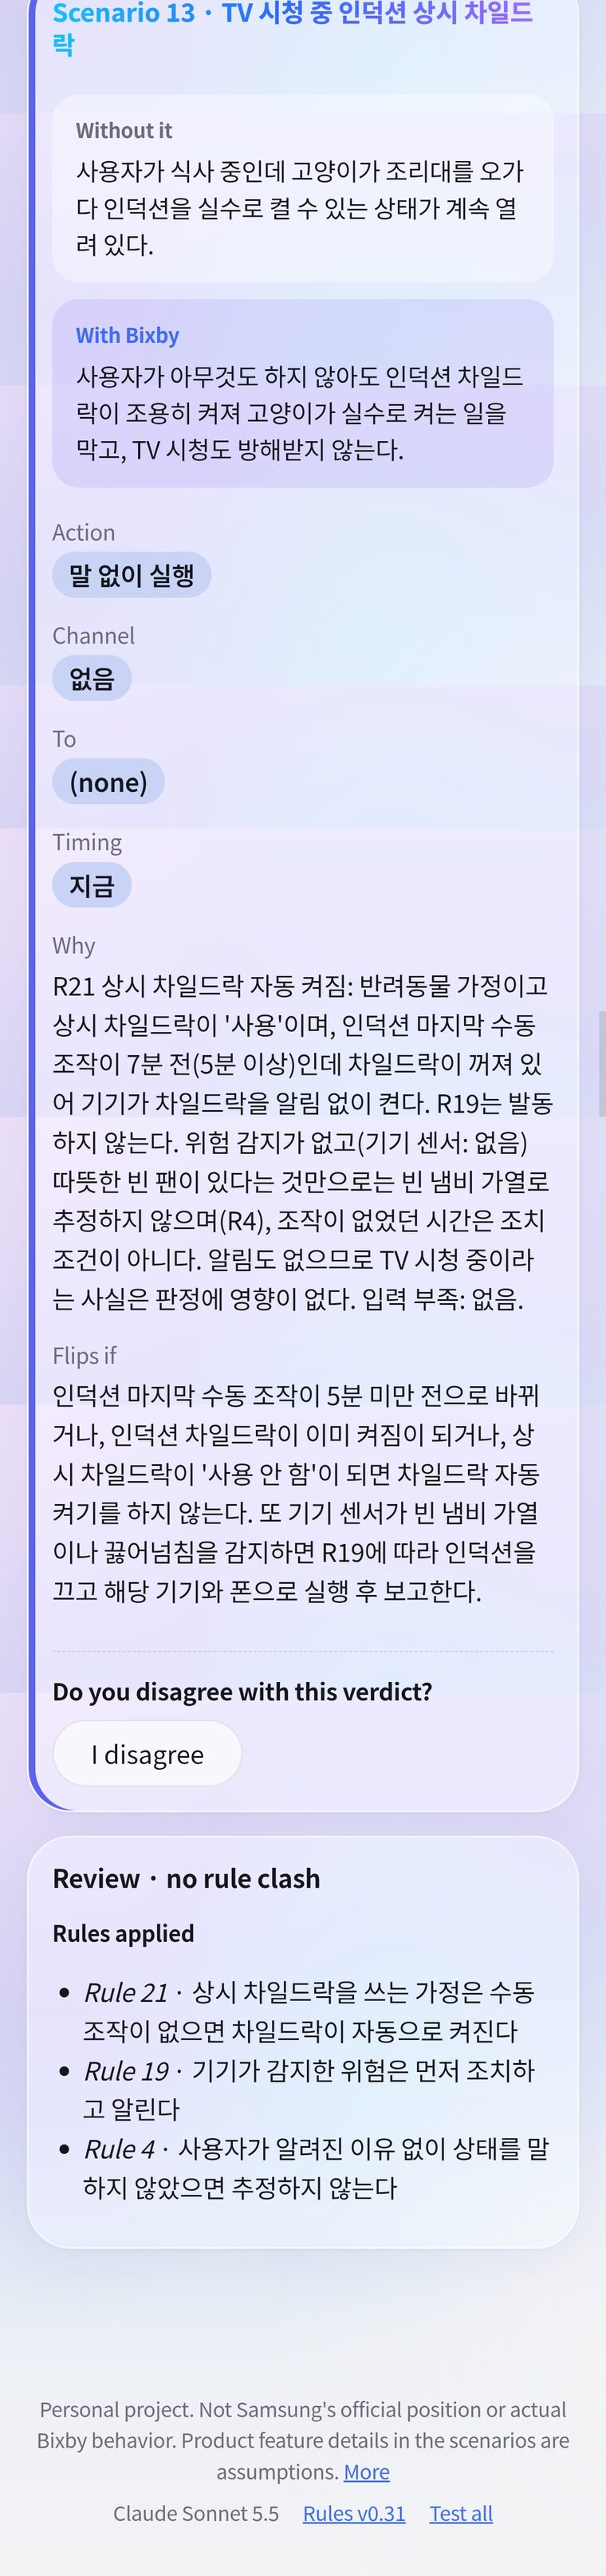 Scenario 13 · TV 시청 중 인덕션 상시 차일드
락
Without it
사용자가 식사 중인데 고양이가 조리대를 오가
다 인덕션을 실수로 켤 수 있는 상태가 계속 열
려 있다.
With Bixby
사용자가 아무것도 하지 않아도 인덕션 차일드
락이 조용히 켜져 고양이가 실수로 켜는 일을
막고, TV 시청도 방해받지 않는다.
Action
말 없이 실행
Channel
없음
To
(none)
Timing
지금
Why
R21 상시 차일드락 자동 켜짐: 반려동물 가정이고
상시 차일드락이 '사용'이며, 인덕션 마지막 수동
조작이 7분 전(5분 이상)인데 차일드락이 꺼져 있
어 기기가 차일드락을 알림 없이 켠다. R19는 발동
하지 않는다. 위험 감지가 없고(기기 센서: 없음)
따뜻한 빈 팬이 있다는 것만으로는 빈 냄비 가열로
추정하지 않으며(R4), 조작이 없었던 시간은 조치
조건이 아니다. 알림도 없으므로 TV 시청 중이라
는 사실은 판정에 영향이 없다. 입력 부족: 없음.
Flips if
인덕션 마지막 수동 조작이 5분 미만 전으로 바뀌
거나, 인덕션 차일드락이 이미 켜짐이 되거나, 상
시 차일드락이 '사용 안 함'이 되면 차일드락 자동
켜기를 하지 않는다. 또 기기 센서가 빈 냄비 가열
이나 끓어넘침을 감지하면 R19에 따라 인덕션을
끄고 해당 기기와 폰으로 실행 후 보고한다.
Do you disagree with this verdict?
I disagree
Review · no rule clash
Rules applied
• Rule 21 · 상시 차일드락을 쓰는 가정은 수동
조작이 없으면 차일드락이 자동으로 켜진다
• Rule 19 · 기기가 감지한 위험은 먼저 조치하
고 알린다
• Rule 4 · 사용자가 알려진 이유 없이 상태를 말
하지 않았으면 추정하지 않는다
Personal project. Not Samsung's official position or actual
Bixby behavior. Product feature details in the scenarios are
assumptions. More
Claude Sonnet 5.5 Rules v0.31 Test all